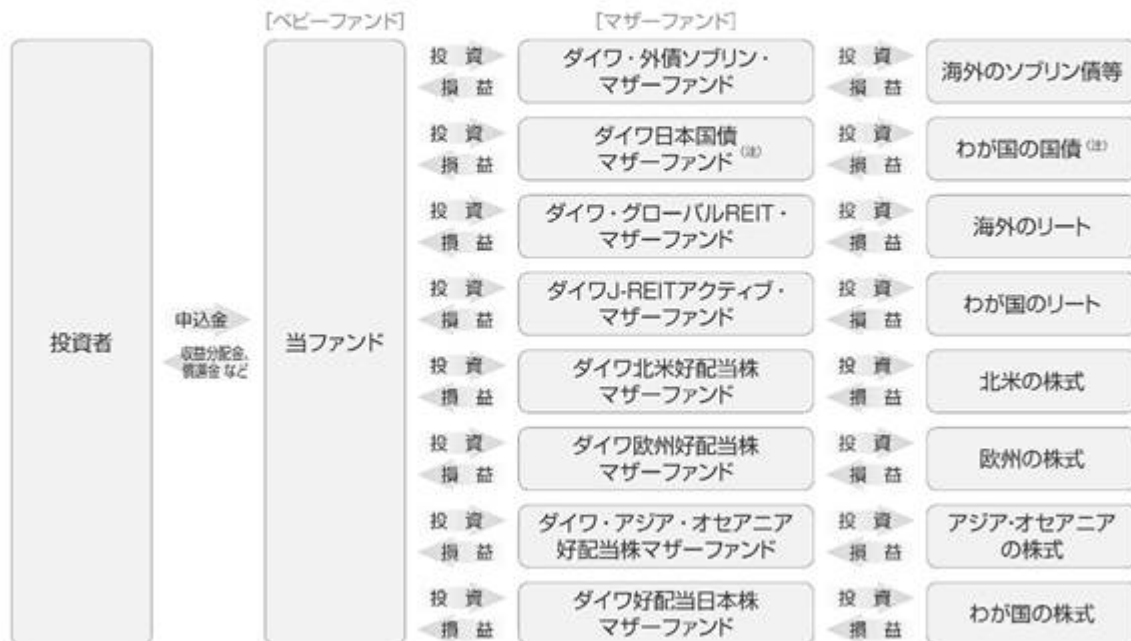 [ベビーファンド]
[マザーファンド]
投資者
申込金
収益分配金、
償還金 など
当ファンド
投 資
損 益
ダイワ・外債ソブリン・
マザーファンド
投 資
損 益
海外のソブリン債等
投 資
損 益
ダイワ日本国債
マザーファンド(注)
投 資
損 益
わが国の国債(注)
投 資
損 益
ダイワ・グローバルREIT・
マザーファンド
投 資
損 益
海外のリート
投 資
損 益
ダイワJ-REITアクティブ・
マザーファンド
投 資
損 益
わが国のリート
投 資
損 益
ダイワ北米好配当株
マザーファンド
投 資
損 益
北米の株式
投 資
損 益
ダイワ欧州好配当株
マザーファンド
投 資
損 益
欧州の株式
投 資
損 益
ダイワ・アジア・オセアニア
好配当株マザーファンド
投 資
損 益
アジア・オセアニア
の株式
投 資
損 益
ダイワ好配当日本株
マザーファンド
投 資
損 益
わが国の株式